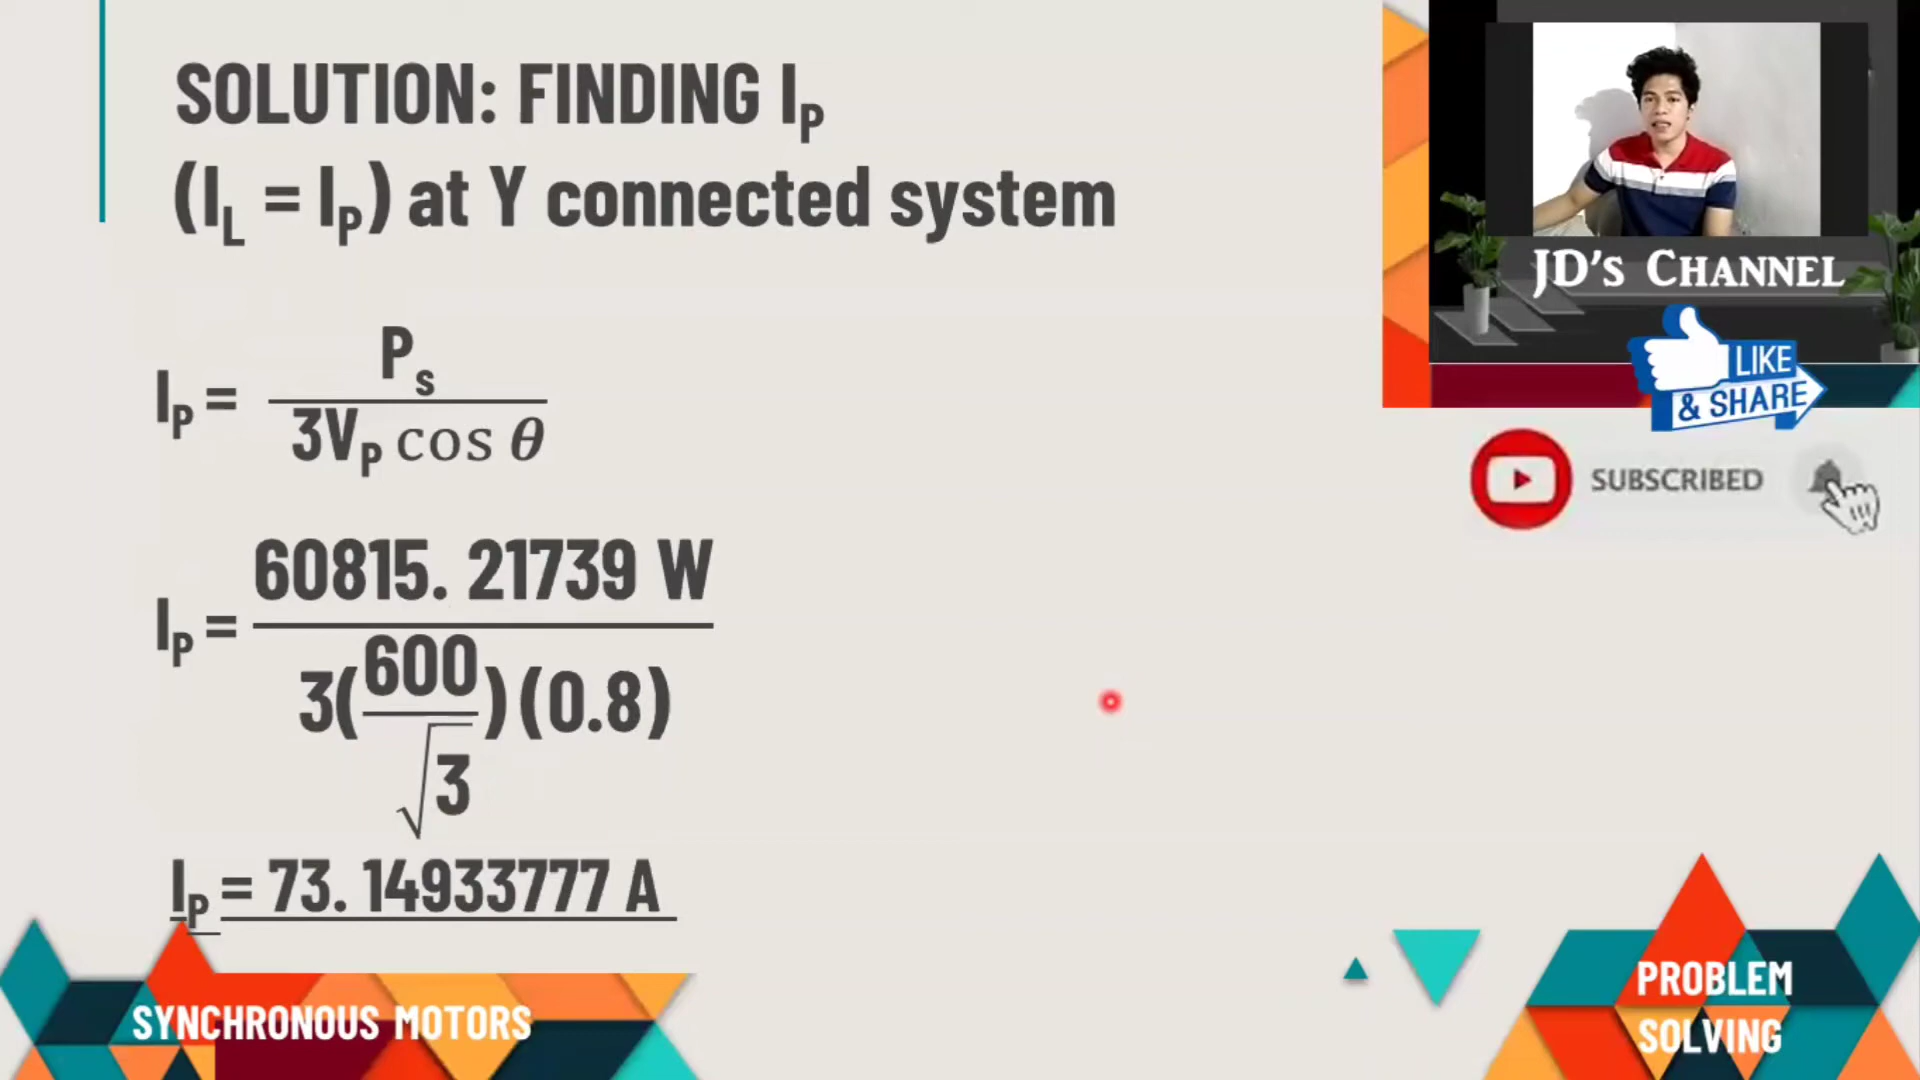 SOLUTION: FINDING Iₚ
(I_L = Iₚ) at Y connected system
Iₚ = Pₛ / 3Vₚ cos θ
Iₚ = 60815. 21739 W / 3(600/√3)(0.8)
Iₚ = 73. 14933777 A
JD'S CHANNEL
LIKE
& SHARE
SUBSCRIBED
SYNCHRONOUS MOTORS
PROBLEM
SOLVING